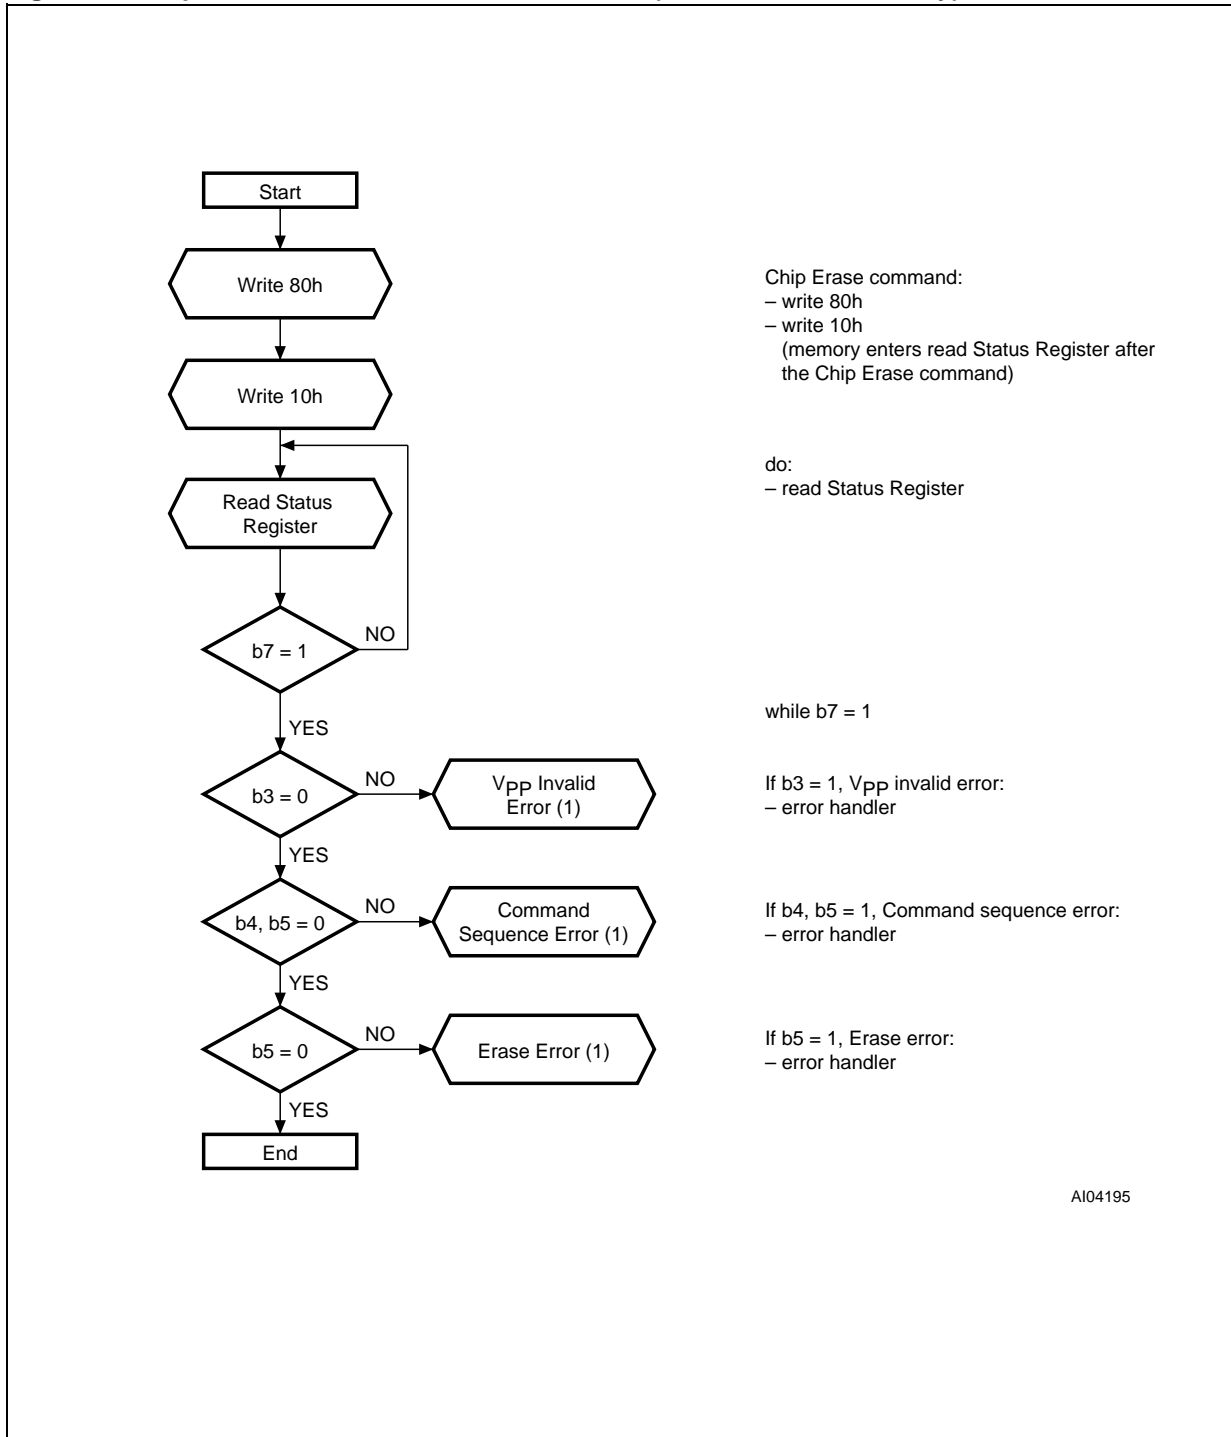 Start
Write 80h
Chip Erase command:
– write 80h
– write 10h
(memory enters read Status Register after
the Chip Erase command)
Write 10h
do:
– read Status Register
Read Status
Register
NO
b7 = 1
YES
while b7 = 1
b3 = 0
NO
VPP Invalid
Error (1)
If b3 = 1, VPP invalid error:
– error handler
YES
b4, b5 = 0
NO
Command
Sequence Error (1)
If b4, b5 = 1, Command sequence error:
– error handler
YES
b5 = 0
NO
Erase Error (1)
If b5 = 1, Erase error:
– error handler
YES
End
AI04195